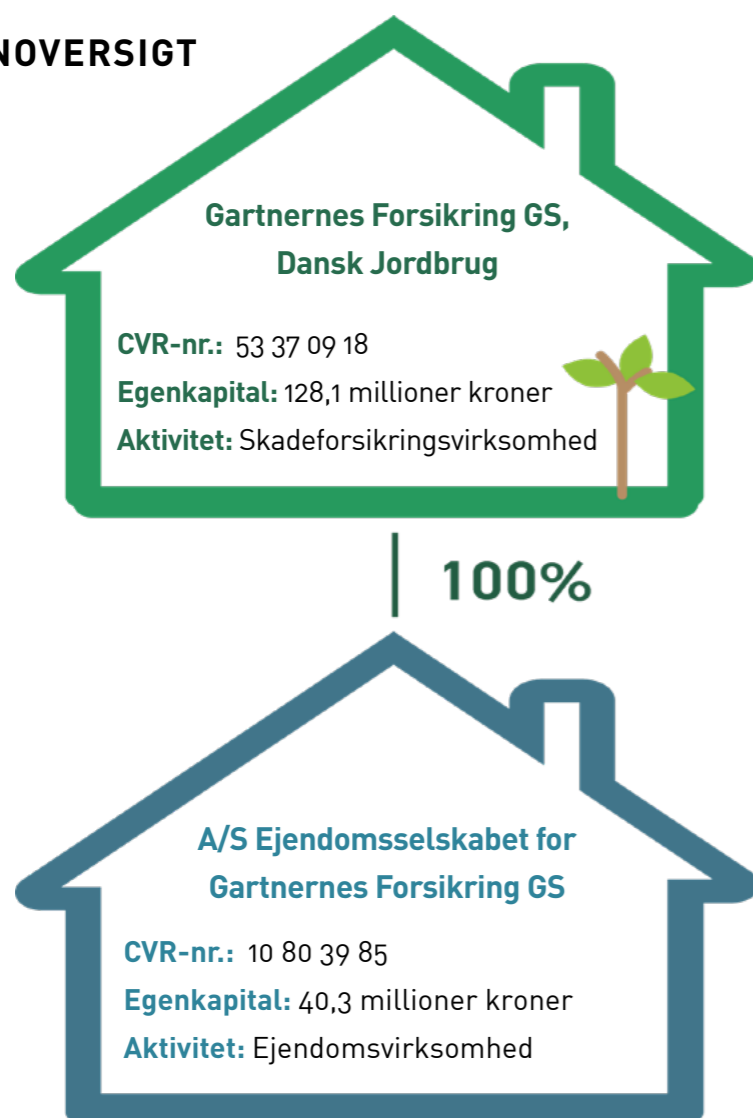 NOVERSIGT
Gartnernes Forsikring GS,
Dansk Jordbrug
CVR-nr.: 53 37 09 18
Egenkapital: 128,1 millioner kroner
Aktivitet: Skadeforsikringsvirksomhed
100%
A/S Ejendomsselskabet for
Gartnernes Forsikring GS
CVR-nr.: 10 80 39 85
Egenkapital: 40,3 millioner kroner
Aktivitet: Ejendomsvirksomhed